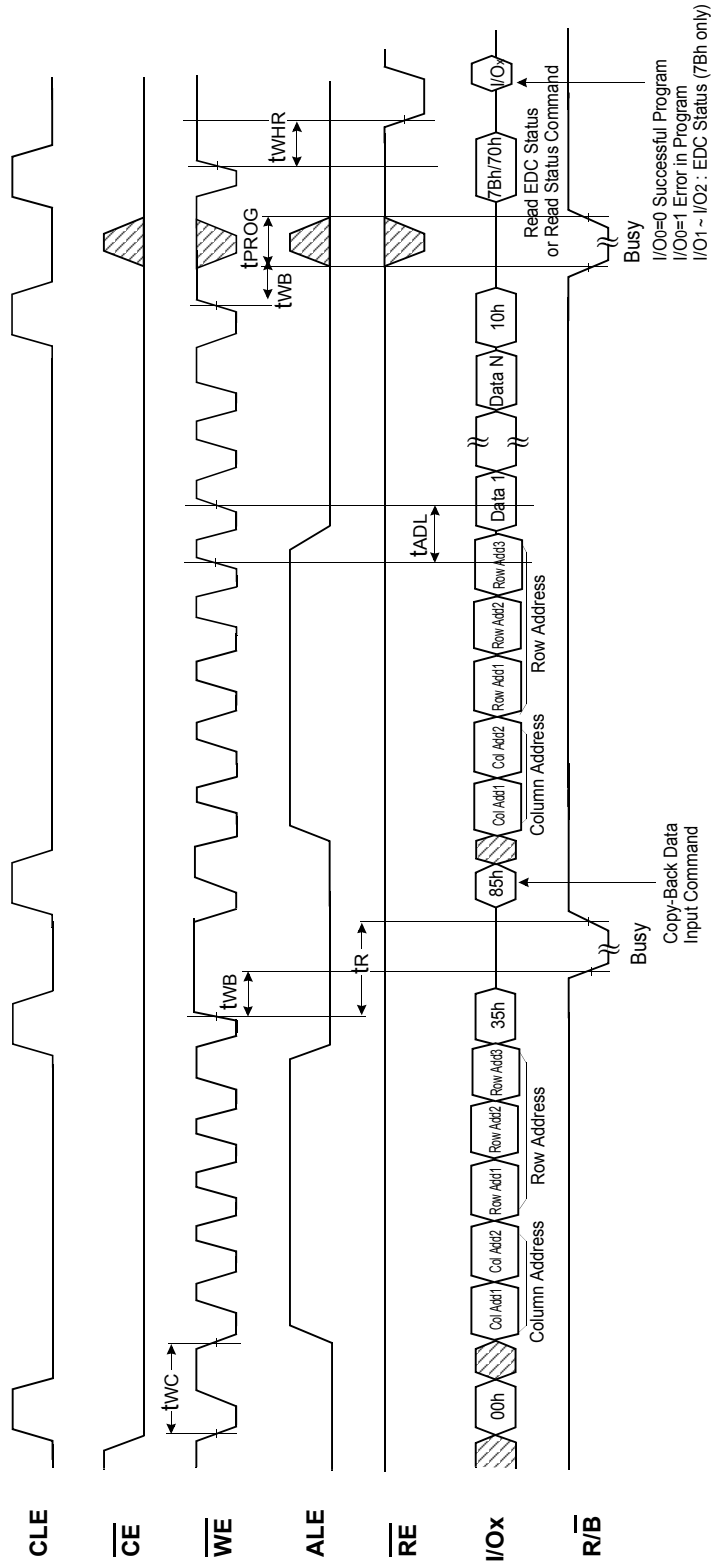 CLE
CE
WE
ALE
RE
I/Ox
R/B
tWC
tWB
tR
tADL
tWB
tPROG
tWHR
00h
Col Add1
Col Add2
Row Add1
Row Add2
Row Add3
35h
85h
Col Add1
Col Add2
Row Add1
Row Add2
Row Add3
Data 1
Data N
10h
7Bh/70h
I/Ox
Column Address
Row Address
Column Address
Row Address
Read EDC Status
or Read Status Command
Busy
Busy
Copy-Back Data
Input Command
I/O0=0 Successful Program
I/O0=1 Error in Program
I/O1 ~ I/O2 : EDC Status (7Bh only)